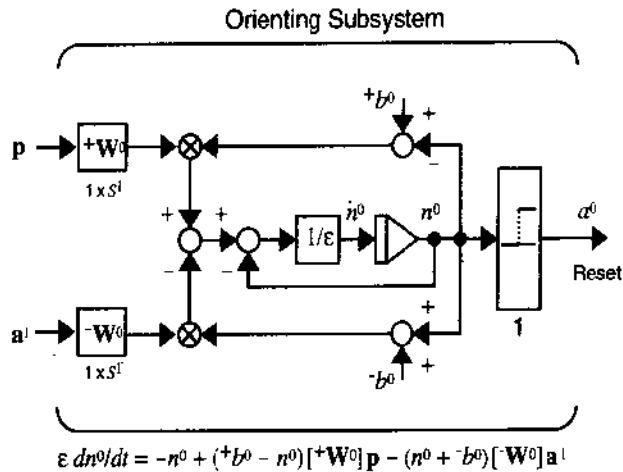 Orienting Subsystem
⁺b⁰
+
−
p
⁺W⁰
1 x S¹
+
+
−
−
1/ε
ṅ⁰
n⁰
a⁰
Reset
1
a¹
⁻W⁰
1 x S¹
+
+
⁻b⁰
ε dn⁰/dt = −n⁰ + (⁺b⁰ − n⁰) [⁺W⁰] p − (n⁰ + ⁻b⁰) [⁻W⁰] a¹